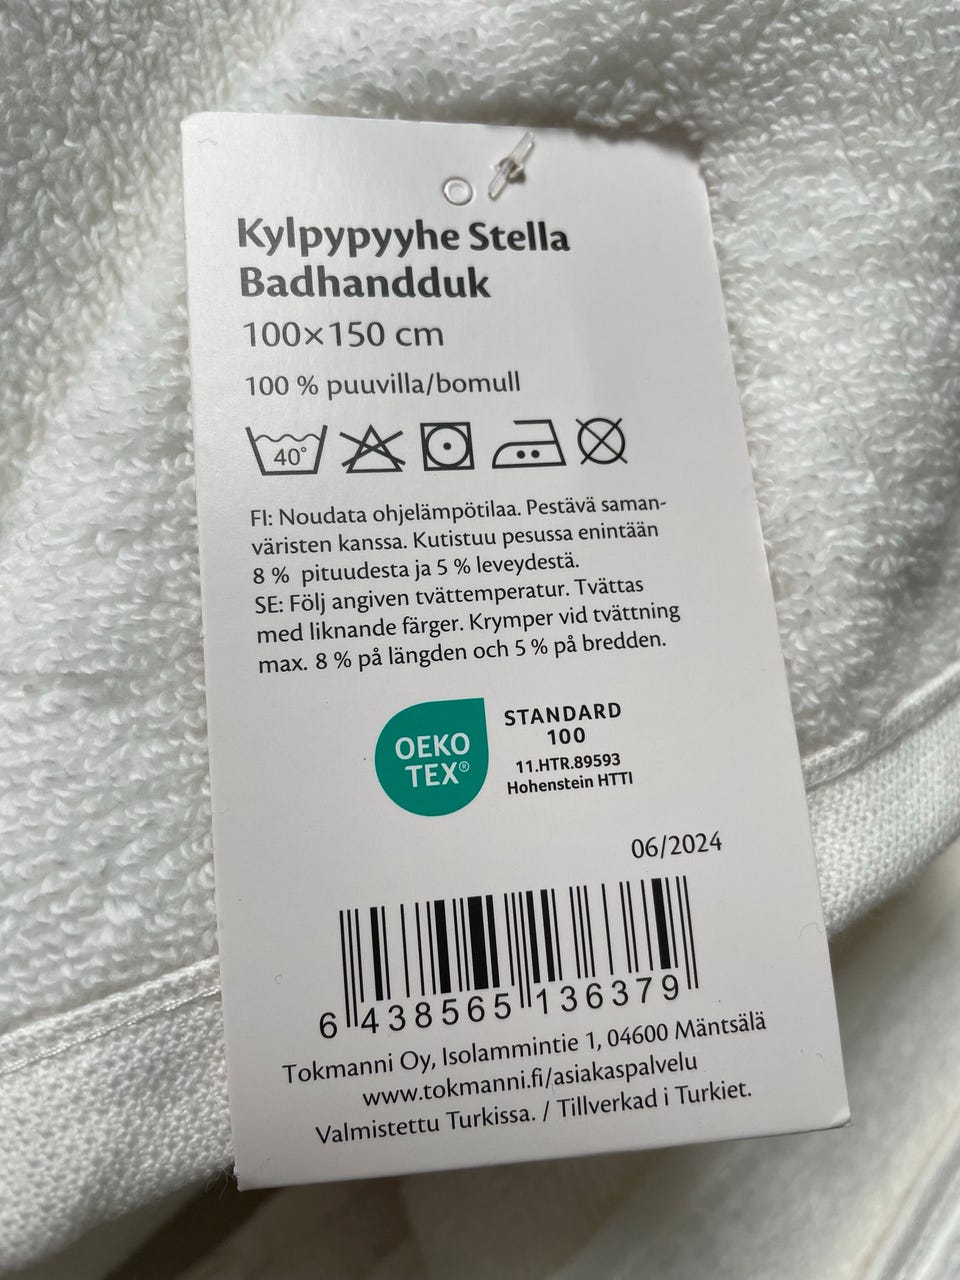 Kylpypyyhe Stella
Badhandduk
100×150 cm
100 % puuvilla/bomull
40°
FI: Noudata ohjelämpötilaa. Pestävä saman-
väristen kanssa. Kutistuu pesussa enintään
8 % pituudesta ja 5 % leveydestä.
SE: Följ angiven tvättemperatur. Tvättas
med liknande färger. Krymper vid tvättning
max. 8 % på längden och 5 % på bredden.
OEKO
TEX®
STANDARD
100
11.HTR.89593
Hohenstein HTTI
06/2024
6 438565 136379
Tokmanni Oy, Isolammintie 1, 04600 Mäntsälä
www.tokmanni.fi/asiakaspalvelu
Valmistettu Turkissa. / Tillverkad i Turkiet.